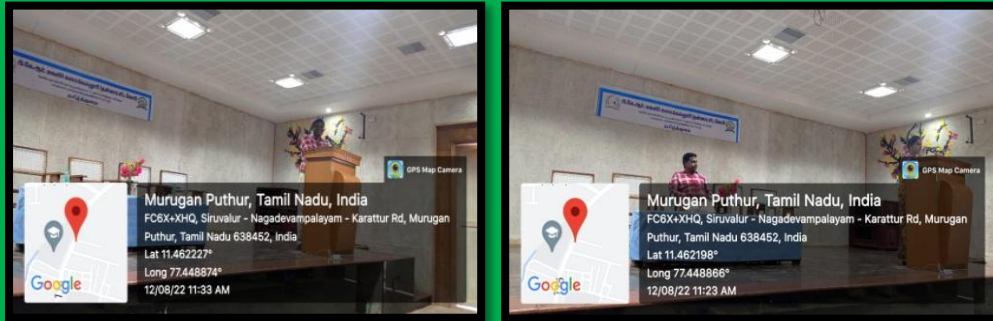 GPS Map Camera
Murugan Puthur, Tamil Nadu, India
FC6X+XHQ, Siruvalur - Nagadevampalayam - Karattur Rd, Murugan
Puthur, Tamil Nadu 638452, India
Lat 11.462227°
Long 77.448874°
12/08/22 11:33 AM
Google
GPS Map Camera
Murugan Puthur, Tamil Nadu, India
FC6X+XHQ, Siruvalur - Nagadevampalayam - Karattur Rd, Murugan
Puthur, Tamil Nadu 638452, India
Lat 11.462198°
Long 77.448866°
12/08/22 11:23 AM
Google